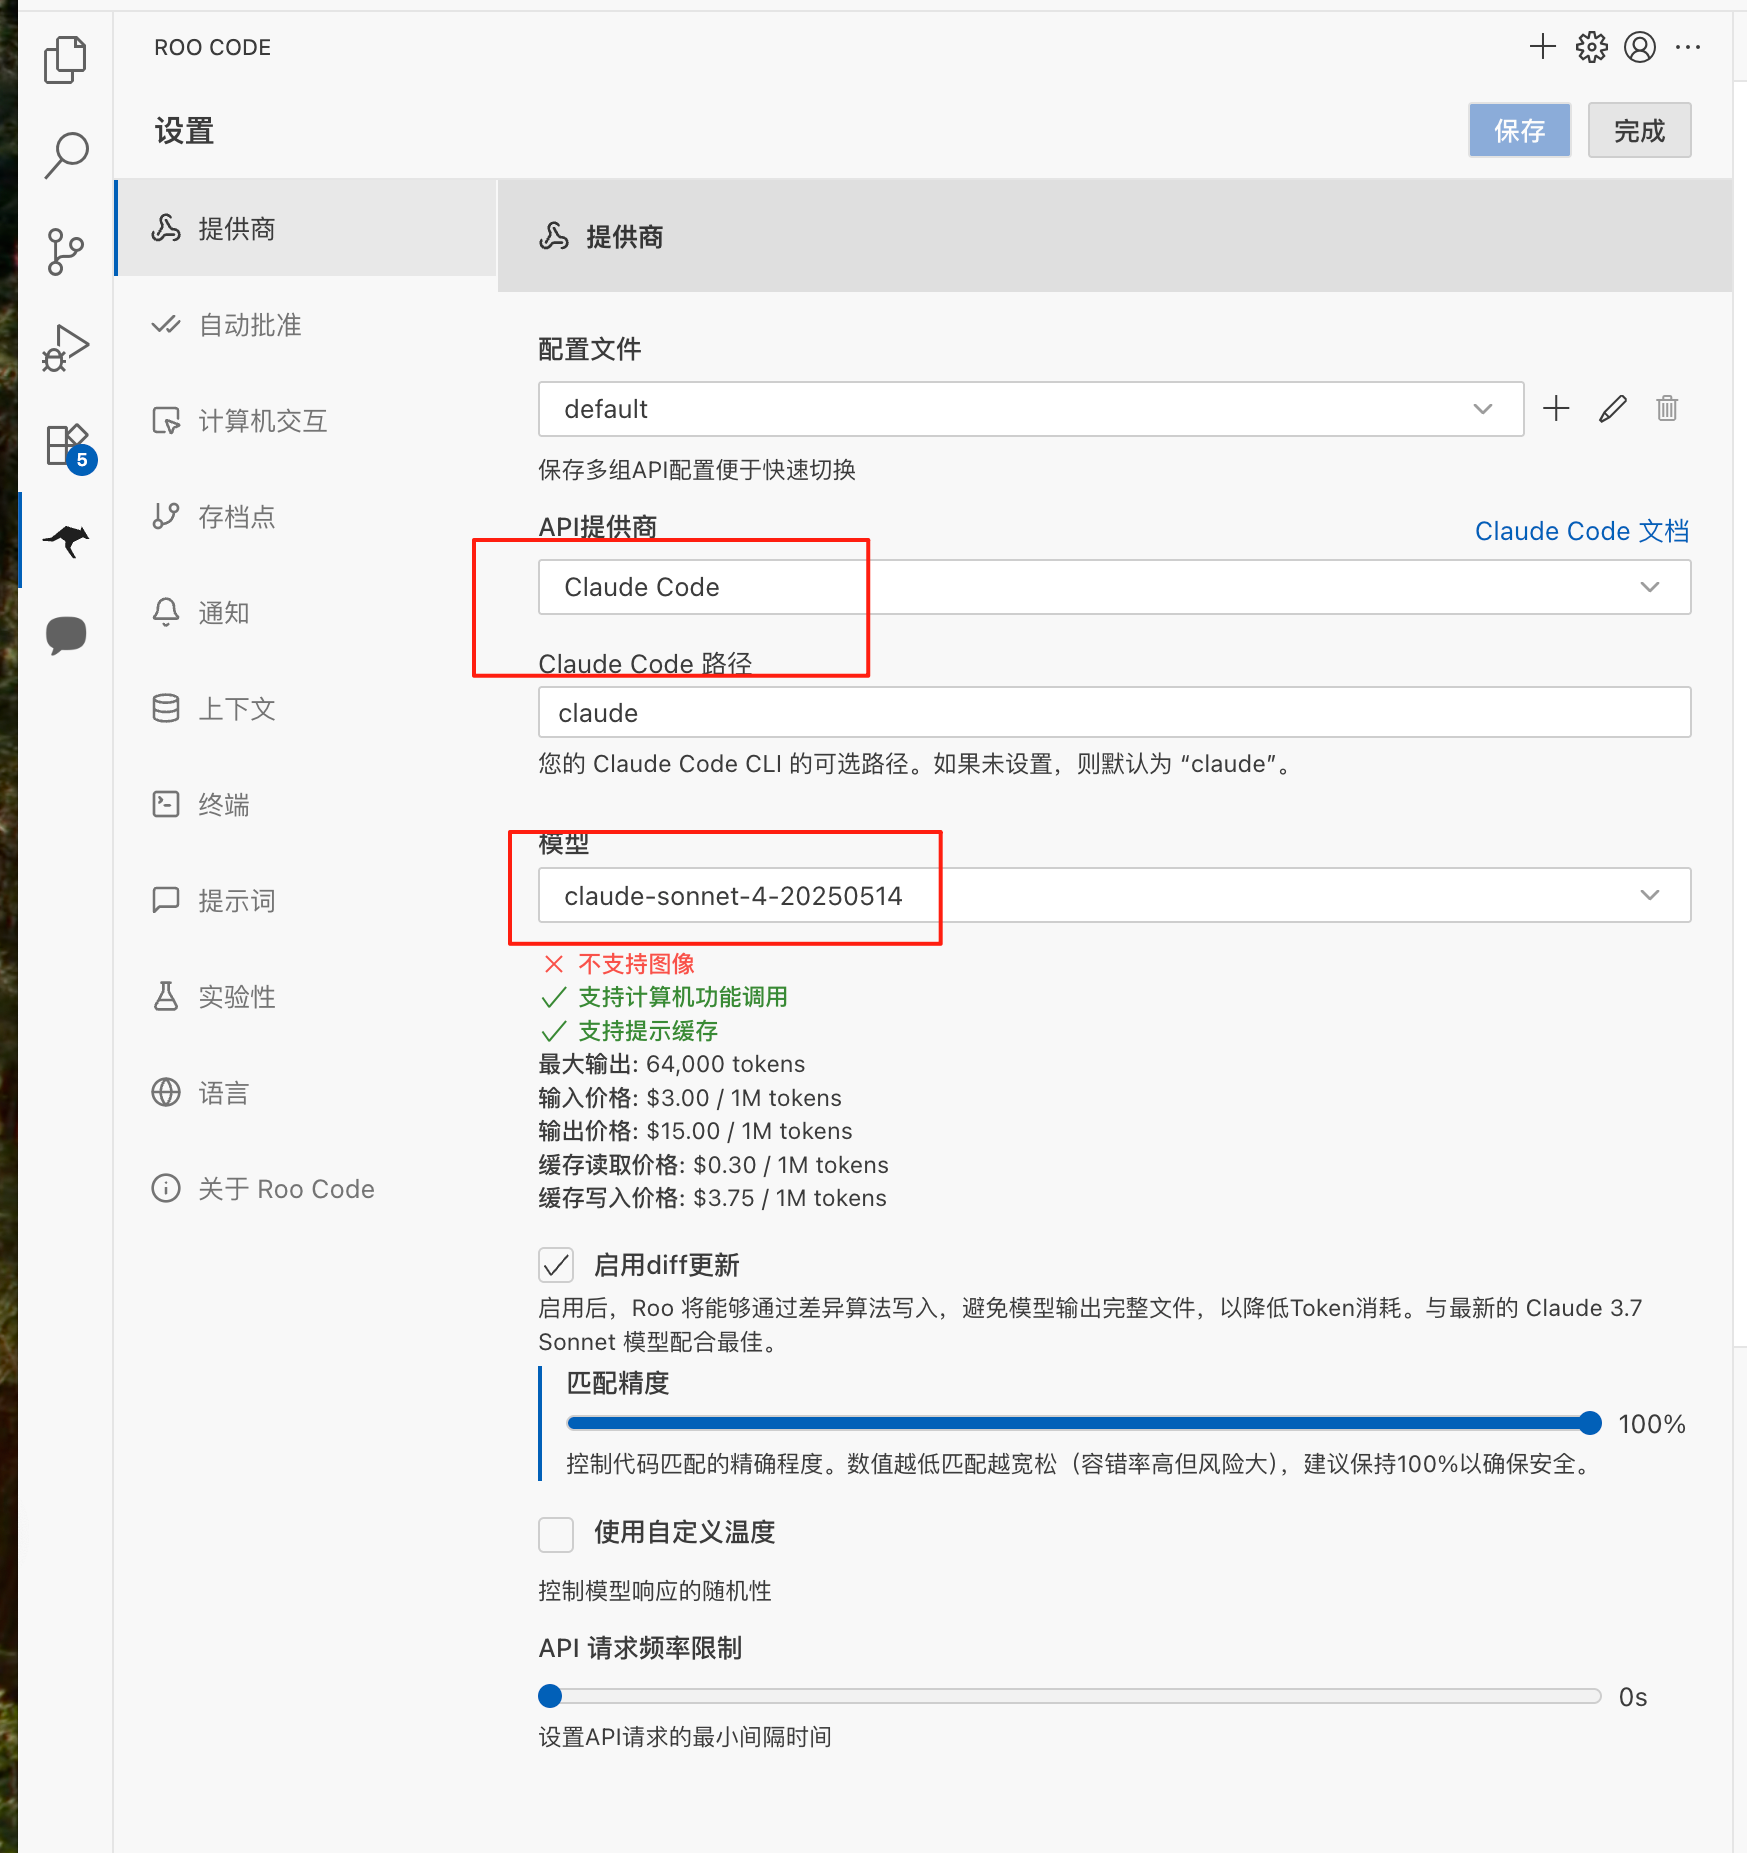 ROO CODE
设置
保存
完成
提供商
自动批准
计算机交互
存档点
通知
上下文
终端
提示词
实验性
语言
关于 Roo Code
5
提供商
配置文件
default
保存多组API配置便于快速切换
API提供商
Claude Code 文档
Claude Code
Claude Code 路径
claude
您的 Claude Code CLI 的可选路径。如果未设置，则默认为 “claude”。
模型
claude-sonnet-4-20250514
不支持图像
支持计算机功能调用
支持提示缓存
最大输出: 64,000 tokens
输入价格: $3.00 / 1M tokens
输出价格: $15.00 / 1M tokens
缓存读取价格: $0.30 / 1M tokens
缓存写入价格: $3.75 / 1M tokens
启用diff更新
启用后，Roo 将能够通过差异算法写入，避免模型输出完整文件，以降低Token消耗。与最新的 Claude 3.7
Sonnet 模型配合最佳。
匹配精度
100%
控制代码匹配的精确程度。数值越低匹配越宽松（容错率高但风险大），建议保持100%以确保安全。
使用自定义温度
控制模型响应的随机性
API 请求频率限制
0s
设置API请求的最小间隔时间